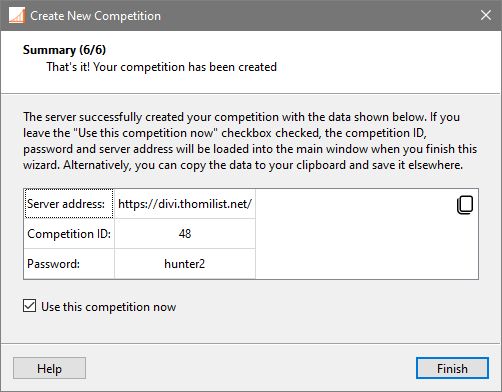 Create New Competition
Summary (6/6)
That's it! Your competition has been created
The server successfully created your competition with the data shown below. If you
leave the "Use this competition now" checkbox checked, the competition ID,
password and server address will be loaded into the main window when you finish this
wizard. Alternatively, you can copy the data to your clipboard and save it elsewhere.
Server address: https://divi.thomilist.net/
Competition ID: 48
Password: hunter2
Use this competition now
Help Finish